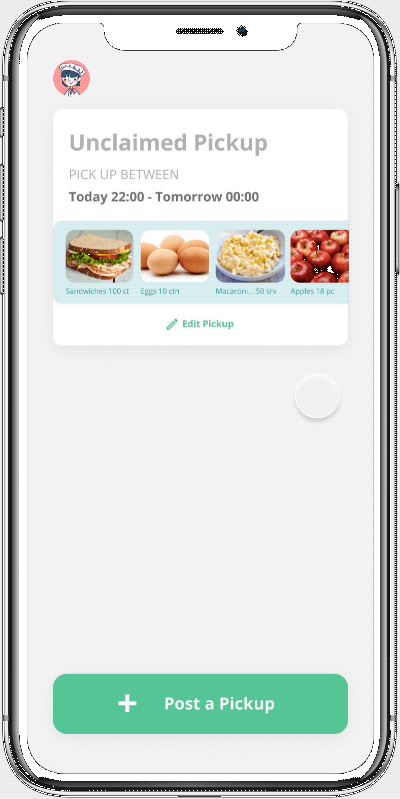 Unclaimed Pickup
PICK UP BETWEEN
Today 22:00 - Tomorrow 00:00
Sandwiches 100 ct
Eggs 10 ctn
Macaroni... 50 srv
Apples 18 pc
Edit Pickup
Post a Pickup